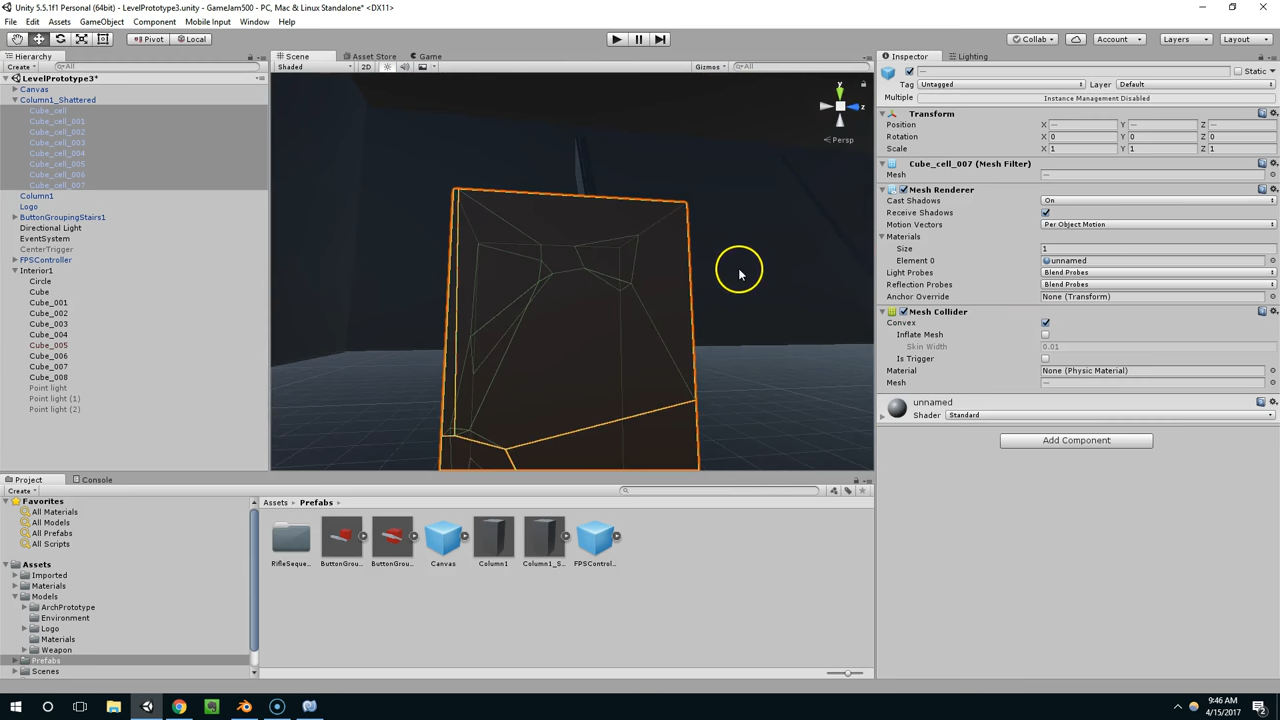 Unity 5.5.1f1 Personal (64bit) - LevelPrototype3.unity - GameJam500 - PC, Mac & Linux Standalone* <DX11>
File Edit Assets GameObject Component Mobile Input Window Help
Pivot Local Collab Account Layers Layout
Hierarchy
Create All
LevelPrototype3*
Canvas
Column1_Shattered
Cube_cell
Cube_cell_001
Cube_cell_002
Cube_cell_003
Cube_cell_004
Cube_cell_005
Cube_cell_006
Cube_cell_007
Column1
Logo
ButtonGroupingStairs1
Directional Light
EventSystem
CenterTrigger
FPSController
Interior1
Circle
Cube
Cube_001
Cube_002
Cube_003
Cube_004
Cube_005
Cube_006
Cube_007
Cube_008
Point light
Point light (1)
Point light (2)
Scene Asset Store Game
Shaded 2D Gizmos All
y
z
Persp
Inspector Lighting
— Static
Tag Untagged Layer Default
Multiple Instance Management Disabled
Transform
Position X — Y — Z —
Rotation X 0 Y 0 Z 0
Scale X 1 Y 1 Z 1
Cube_cell_007 (Mesh Filter)
Mesh —
Mesh Renderer
Cast Shadows On
Receive Shadows
Motion Vectors Per Object Motion
Materials
Size 1
Element 0 unnamed
Light Probes Blend Probes
Reflection Probes Blend Probes
Anchor Override None (Transform)
Mesh Collider
Convex
Inflate Mesh
Skin Width 0.01
Is Trigger
Material None (Physic Material)
Mesh —
unnamed
Shader Standard
Add Component
Project Console
Create
Favorites
All Materials
All Models
All Prefabs
All Scripts
Assets
Imported
Materials
Models
ArchPrototype
Environment
Logo
Materials
Weapon
Prefabs
Scenes
Assets Prefabs
RifleSeque... ButtonGrou... ButtonGrou... Canvas Column1 Column1_S... FPSControl...
9:46 AM
4/15/2017
2